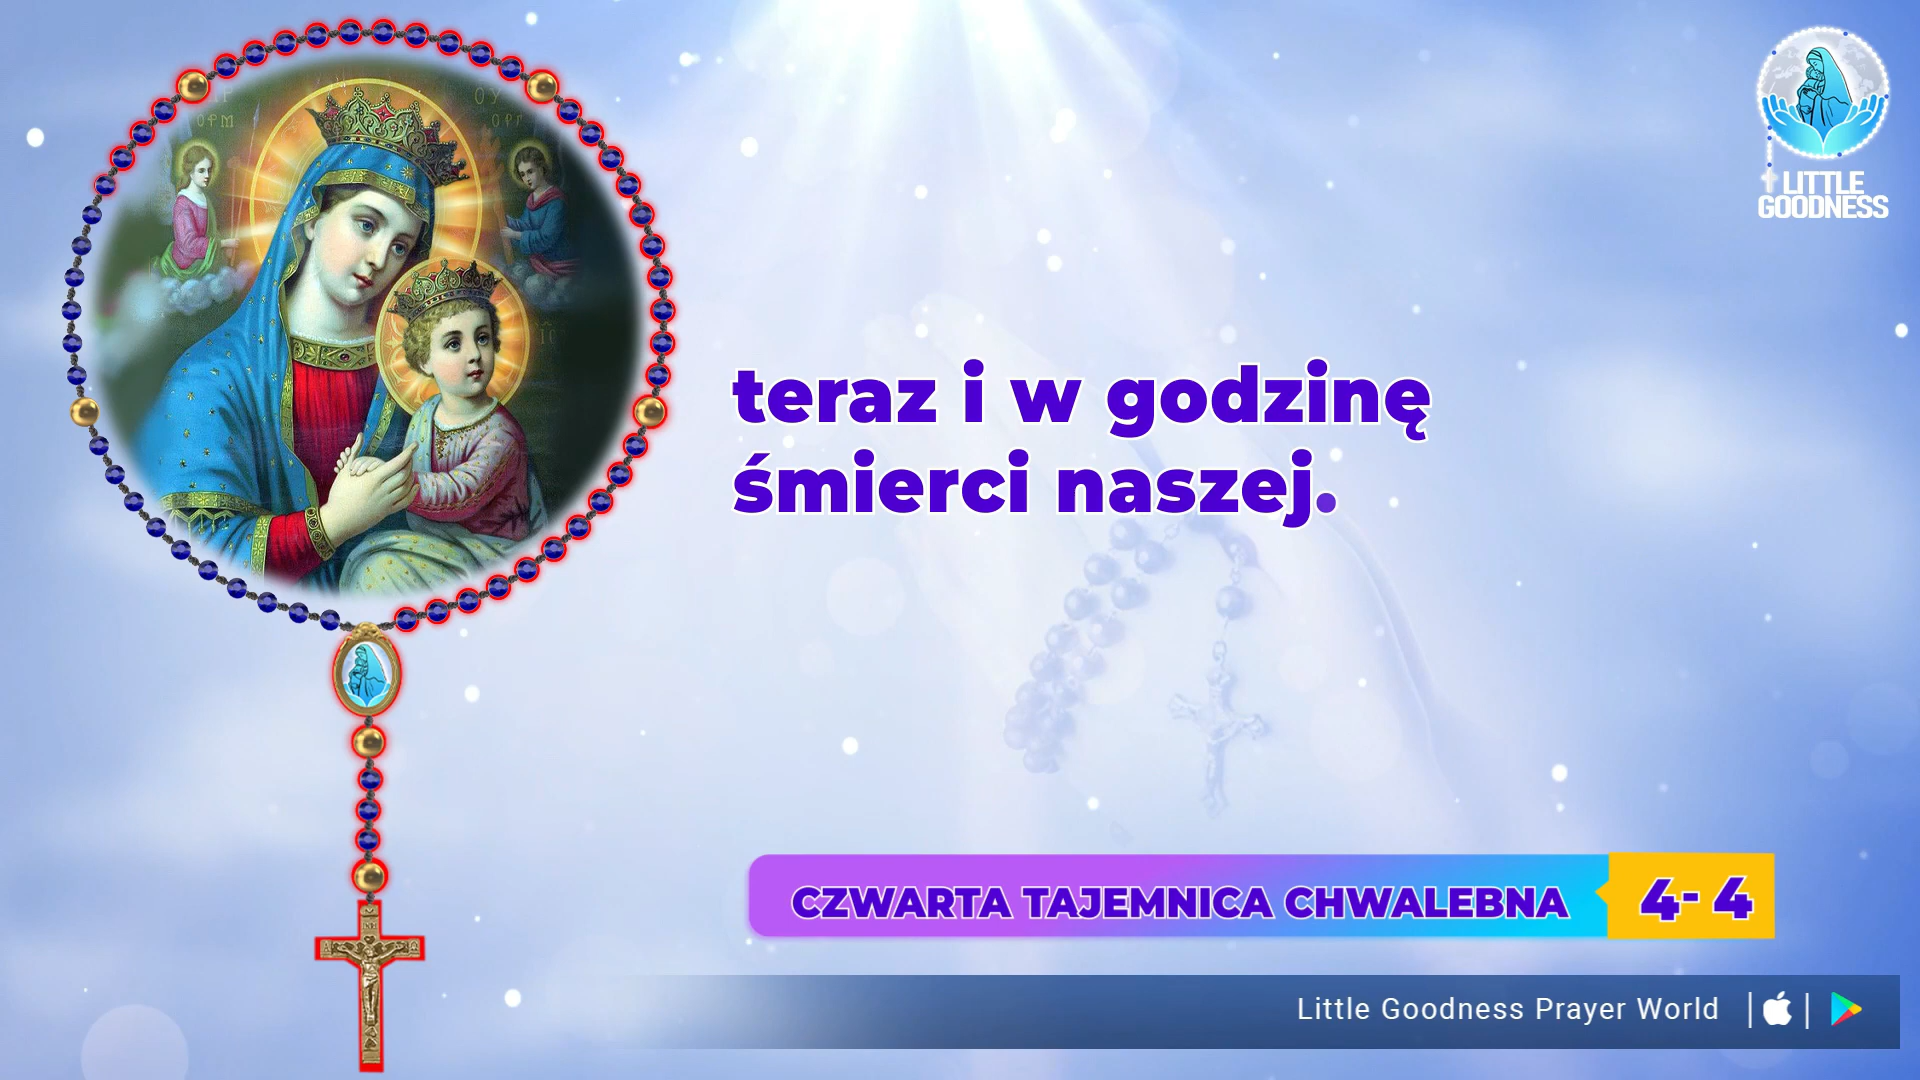 LITTLE
GOODNESS
teraz i w godzinę
śmierci naszej.
CZWARTA TAJEMNICA CHWALEBNA 4- 4
Little Goodness Prayer World